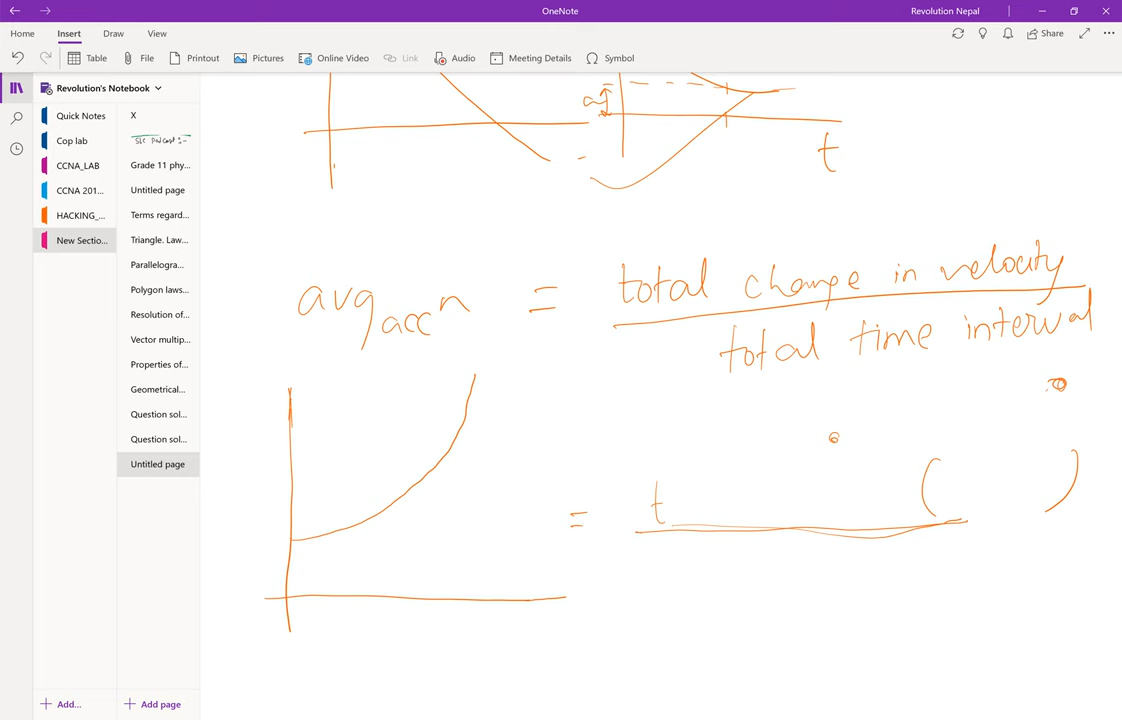 OneNote
Revolution Nepal
Home
Insert
Draw
View
Share
Table
File
Printout
Pictures
Online Video
Link
Audio
Meeting Details
Symbol
Revolution's Notebook
Quick Notes
Cop lab
CCNA_LAB
CCNA 201...
HACKING_...
New Sectio...
X
Grade 11 phy...
Untitled page
Terms regard...
Triangle. Law...
Parallelogra...
Polygon laws...
Resolution of...
Vector multip...
Properties of...
Geometrical...
Question sol...
Question sol...
Untitled page
Add...
Add page
t
avg accn = total change in velocity
total time interval
= t ( )